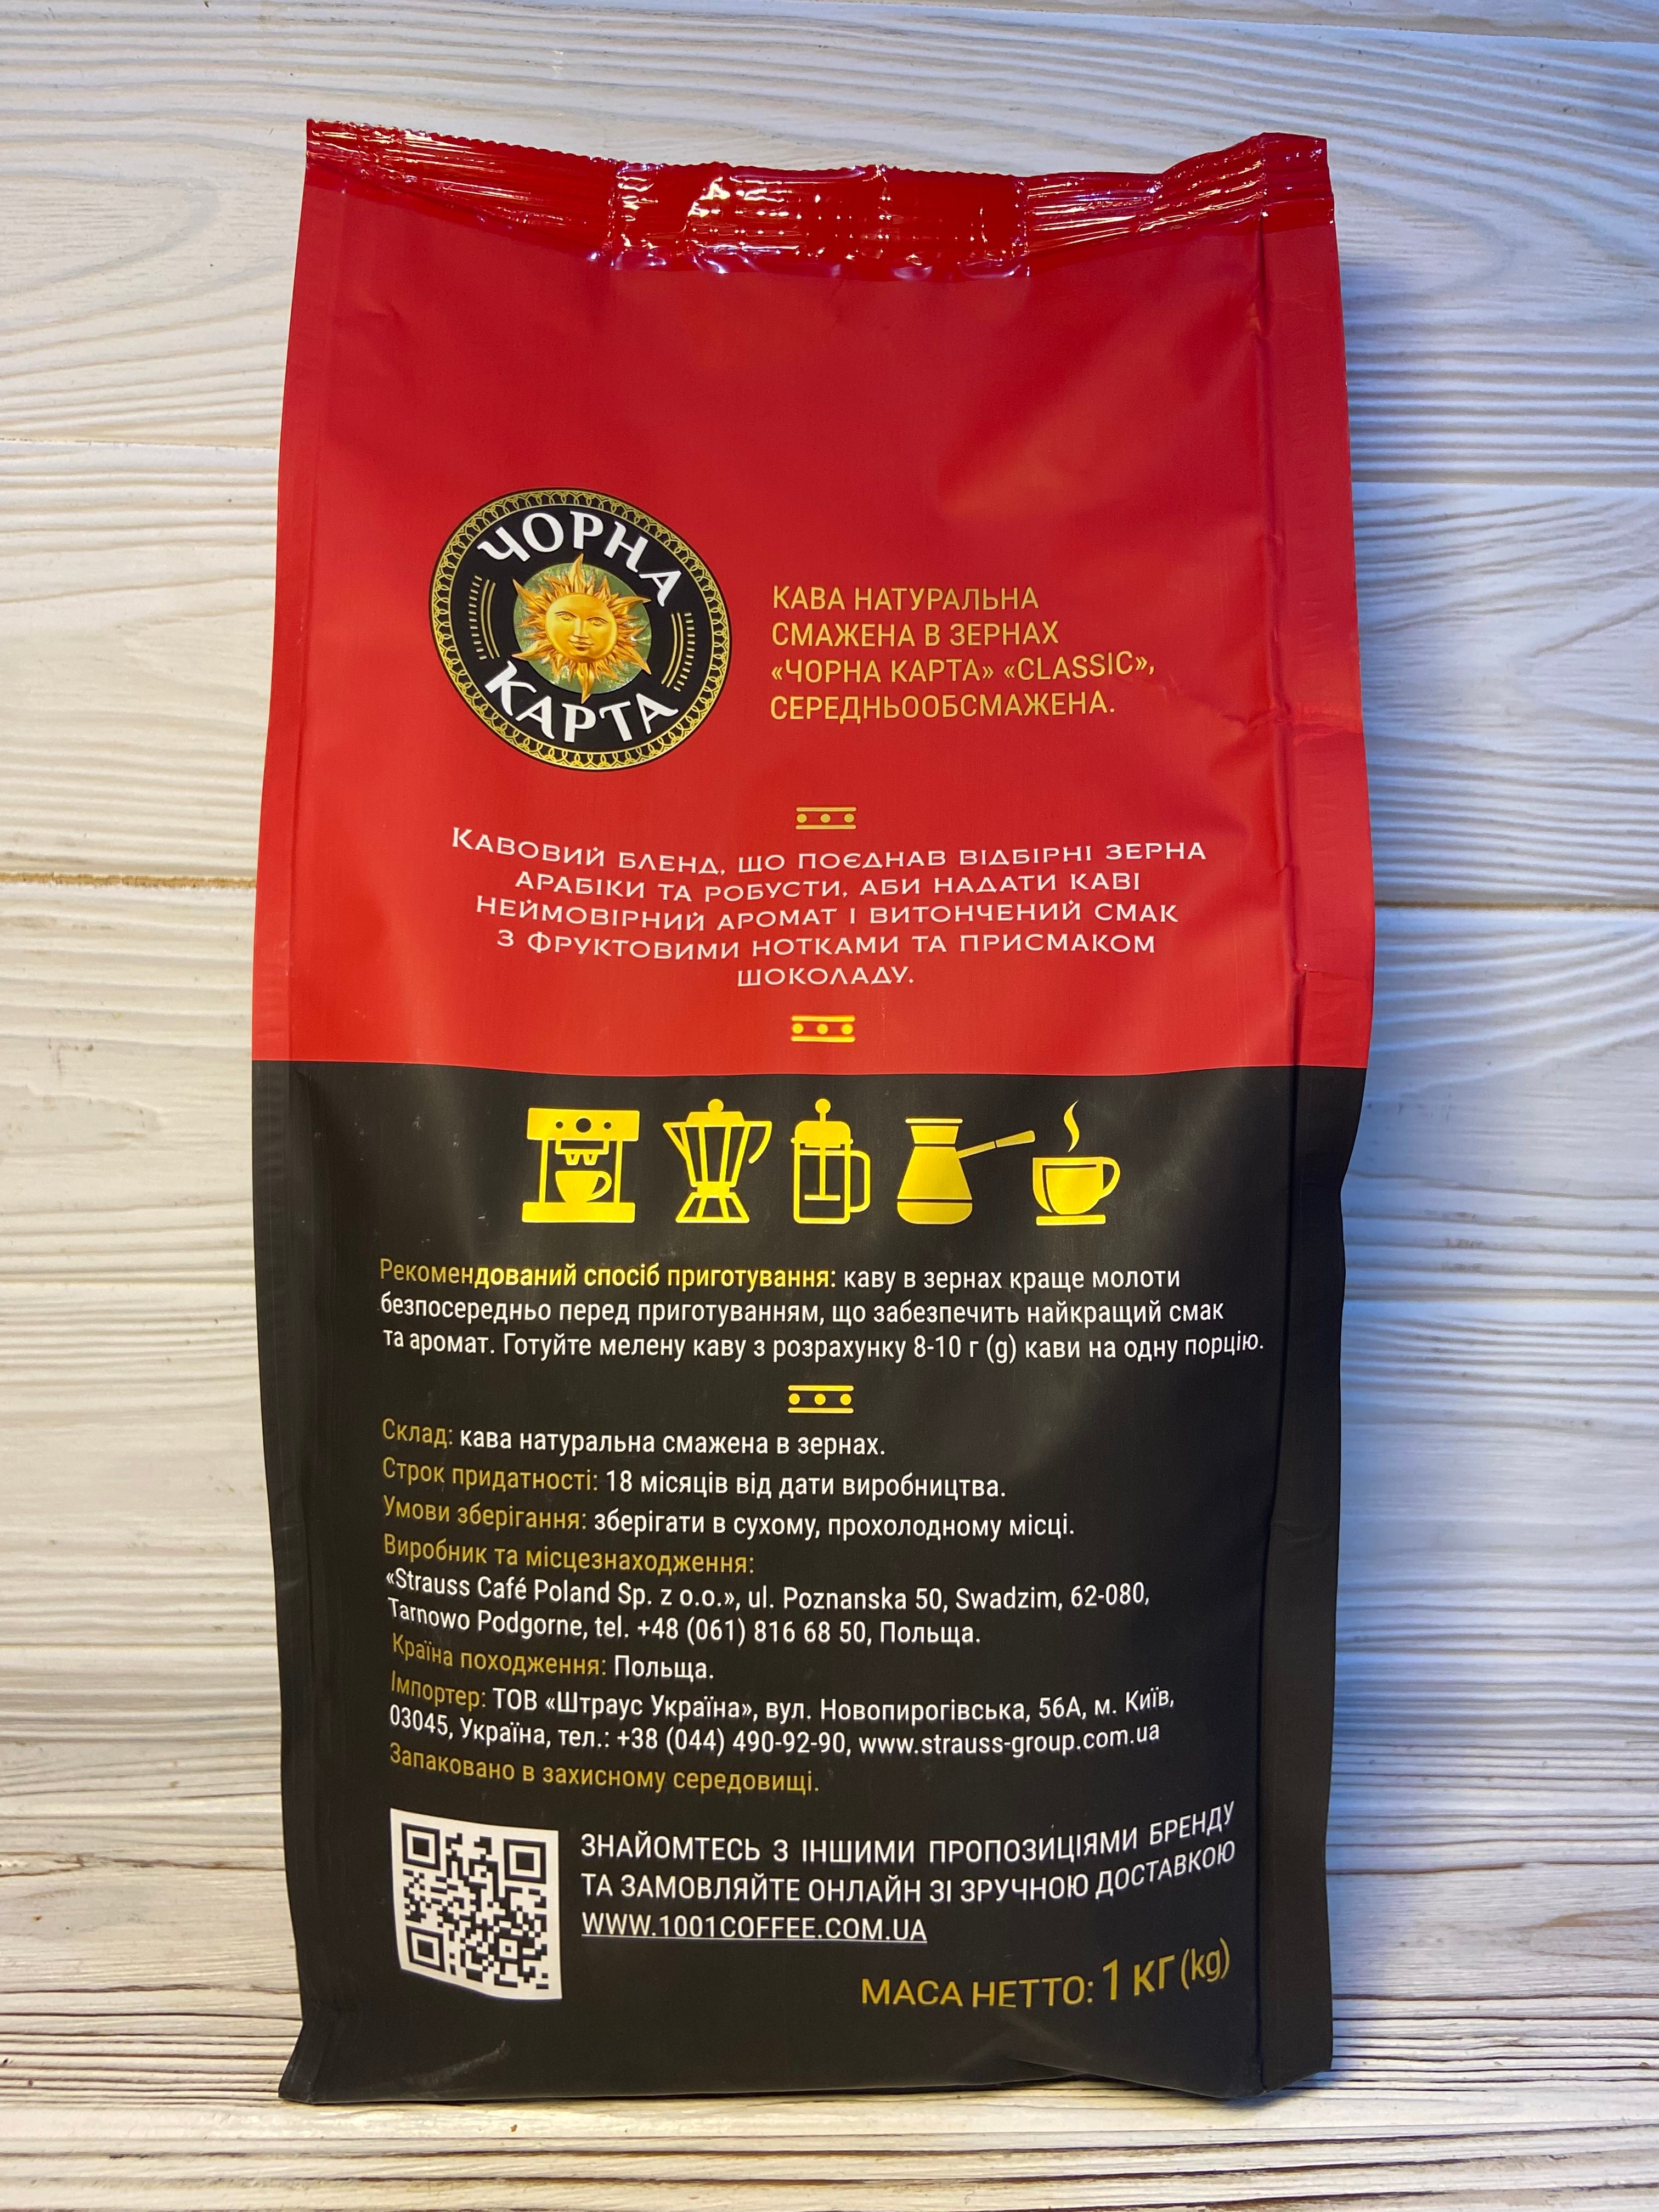 ЧОРНА
КАРТА
КАВА НАТУРАЛЬНА
СМАЖЕНА В ЗЕРНАХ
«ЧОРНА КАРТА» «CLASSIC»,
СЕРЕДНЬООБСМАЖЕНА.
КАВОВИЙ БЛЕНД, ЩО ПОЄДНАВ ВІДБІРНІ ЗЕРНА
АРАБІКИ ТА РОБУСТИ, АБИ НАДАТИ КАВІ
НЕЙМОВІРНИЙ АРОМАТ І ВИТОНЧЕНИЙ СМАК
З ФРУКТОВИМИ НОТКАМИ ТА ПРИСМАКОМ
ШОКОЛАДУ.
Рекомендований спосіб приготування: каву в зернах краще молоти
безпосередньо перед приготуванням, що забезпечить найкращий смак
та аромат. Готуйте мелену каву з розрахунку 8-10 г (g) кави на одну порцію.
Склад: кава натуральна смажена в зернах.
Строк придатності: 18 місяців від дати виробництва.
Умови зберігання: зберігати в сухому, прохолодному місці.
Виробник та місцезнаходження:
«Strauss Café Poland Sp. z o.o.», ul. Poznanska 50, Swadzim, 62-080,
Tarnowo Podgorne, tel. +48 (061) 816 68 50, Польща.
Країна походження: Польща.
Імпортер: ТОВ «Штраус Україна», вул. Новопирогівська, 56А, м. Київ,
03045, Україна, тел.: +38 (044) 490-92-90, www.strauss-group.com.ua
Запаковано в захисному середовищі.
ЗНАЙОМТЕСЬ З ІНШИМИ ПРОПОЗИЦІЯМИ БРЕНДУ
ТА ЗАМОВЛЯЙТЕ ОНЛАЙН ЗІ ЗРУЧНОЮ ДОСТАВКОЮ
WWW.1001COFFEE.COM.UA
МАСА НЕТТО: 1 КГ (kg)